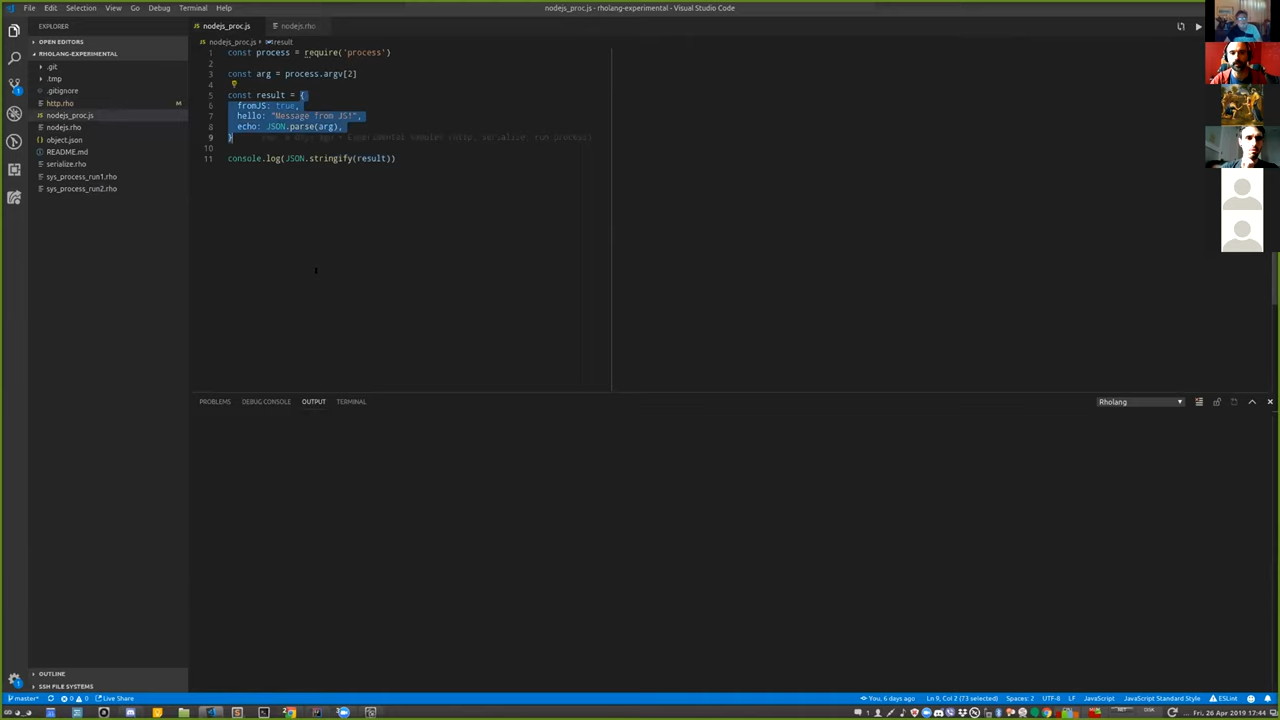 File Edit Selection View Go Debug Terminal Help
nodejs_proc.js - rholang-experimental - Visual Studio Code
EXPLORER
OPEN EDITORS
RHOLANG-EXPERIMENTAL
.git
.tmp
.gitignore
http.rho M
nodejs_proc.js
nodejs.rho
object.json
README.md
serialize.rho
sys_process_run1.rho
sys_process_run2.rho
OUTLINE
SSH FILE SYSTEMS
nodejs_proc.js nodejs.rho
nodejs_proc.js > result
1 const process = require('process')
2
3 const arg = process.argv[2]
4
5 const result = {
6 fromJS: true,
7 hello: "Message from JS!",
8 echo: JSON.parse(arg),
9 }
10
11 console.log(JSON.stringify(result))
PROBLEMS DEBUG CONSOLE OUTPUT TERMINAL
Rholang
master* 0 0 Live Share
You, 6 days ago Ln 9, Col 2 (73 selected) Spaces: 2 UTF-8 LF JavaScript JavaScript Standard Style ESLint
Fri, 26 Apr 2019 17:44